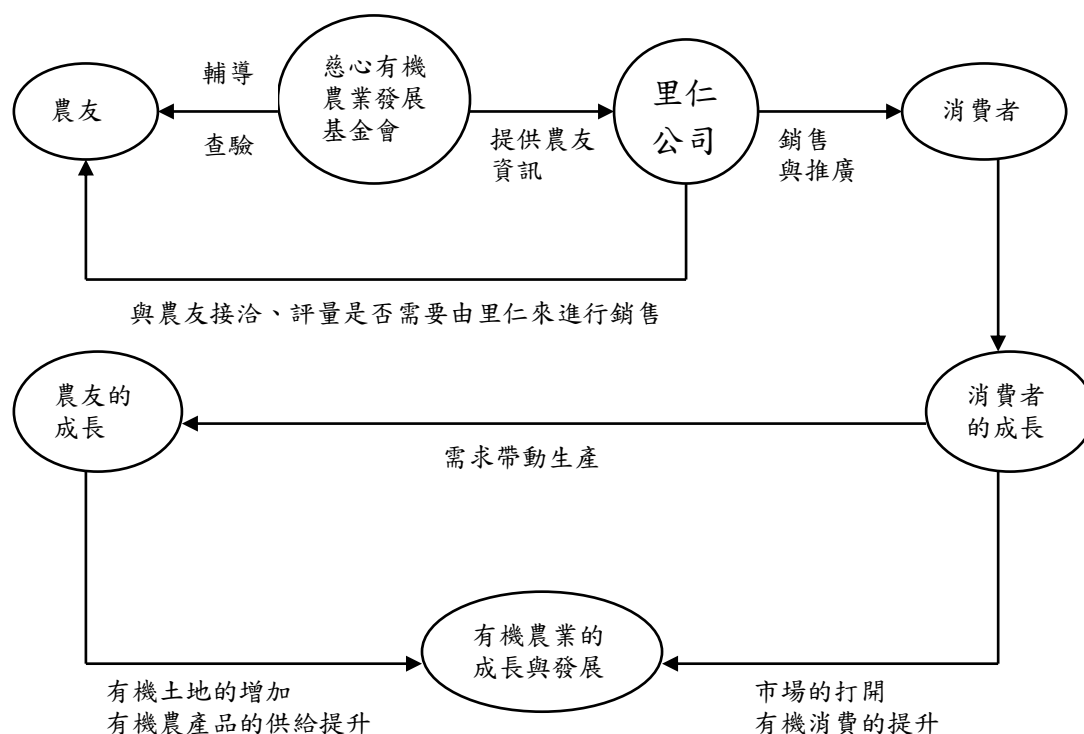 農友
輔導
查驗
慈心有機
農業發展
基金會
提供農友
資訊
里仁
公司
銷售
與推廣
消費者
與農友接洽、評量是否需要由里仁來進行銷售
農友的
成長
需求帶動生產
消費者
的成長
有機農業的
成長與發展
有機土地的增加
有機農產品的供給提升
市場的打開
有機消費的提升